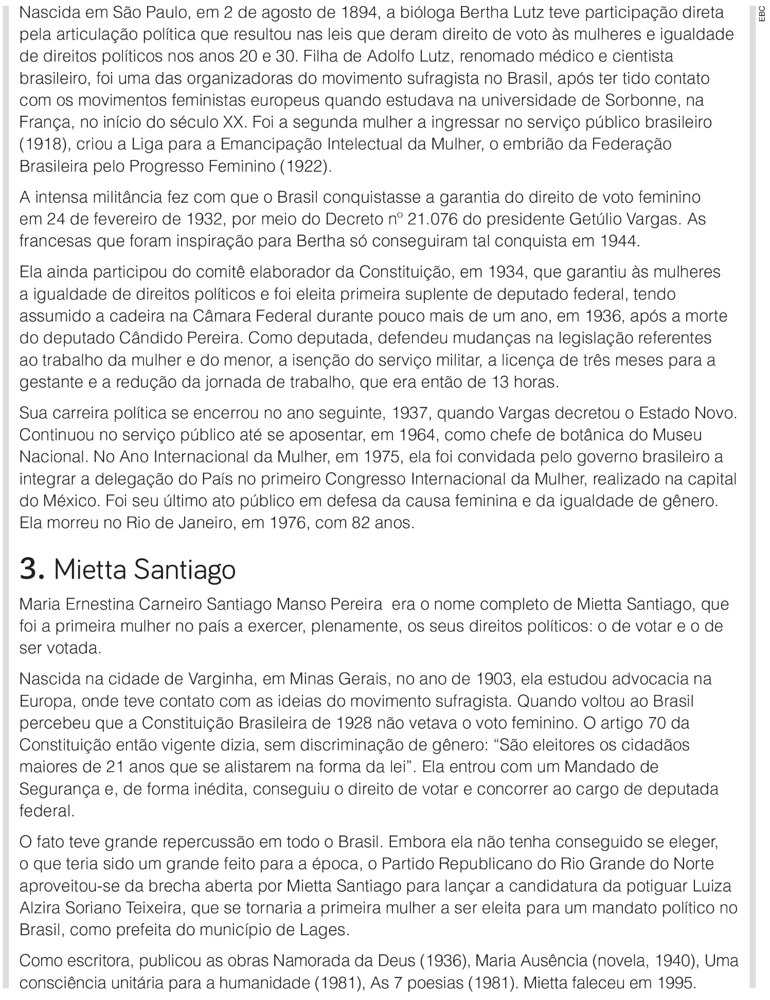 Nascida em São Paulo, em 2 de agosto de 1894, a bióloga Bertha Lutz teve participação direta
pela articulação política que resultou nas leis que deram direito de voto às mulheres e igualdade
de direitos políticos nos anos 20 e 30. Filha de Adolfo Lutz, renomado médico e cientista
brasileiro, foi uma das organizadoras do movimento sufragista no Brasil, após ter tido contato
com os movimentos feministas europeus quando estudava na universidade de Sorbonne, na
França, no início do século XX. Foi a segunda mulher a ingressar no serviço público brasileiro
(1918), criou a Liga para a Emancipação Intelectual da Mulher, o embrião da Federação
Brasileira pelo Progresso Feminino (1922).
A intensa militância fez com que o Brasil conquistasse a garantia do direito de voto feminino
em 24 de fevereiro de 1932, por meio do Decreto nº 21.076 do presidente Getúlio Vargas. As
francesas que foram inspiração para Bertha só conseguiram tal conquista em 1944.
Ela ainda participou do comitê elaborador da Constituição, em 1934, que garantiu às mulheres
a igualdade de direitos políticos e foi eleita primeira suplente de deputado federal, tendo
assumido a cadeira na Câmara Federal durante pouco mais de um ano, em 1936, após a morte
do deputado Cândido Pereira. Como deputada, defendeu mudanças na legislação referentes
ao trabalho da mulher e do menor, a isenção do serviço militar, a licença de três meses para a
gestante e a redução da jornada de trabalho, que era então de 13 horas.
Sua carreira política se encerrou no ano seguinte, 1937, quando Vargas decretou o Estado Novo.
Continuou no serviço público até se aposentar, em 1964, como chefe de botânica do Museu
Nacional. No Ano Internacional da Mulher, em 1975, ela foi convidada pelo governo brasileiro a
integrar a delegação do País no primeiro Congresso Internacional da Mulher, realizado na capital
do México. Foi seu último ato público em defesa da causa feminina e da igualdade de gênero.
Ela morreu no Rio de Janeiro, em 1976, com 82 anos.
3. Mietta Santiago
Maria Ernestina Carneiro Santiago Manso Pereira era o nome completo de Mietta Santiago, que
foi a primeira mulher no país a exercer, plenamente, os seus direitos políticos: o de votar e o de
ser votada.
Nascida na cidade de Varginha, em Minas Gerais, no ano de 1903, ela estudou advocacia na
Europa, onde teve contato com as ideias do movimento sufragista. Quando voltou ao Brasil
percebeu que a Constituição Brasileira de 1928 não vetava o voto feminino. O artigo 70 da
Constituição então vigente dizia, sem discriminação de gênero: “São eleitores os cidadãos
maiores de 21 anos que se alistarem na forma da lei”. Ela entrou com um Mandado de
Segurança e, de forma inédita, conseguiu o direito de votar e concorrer ao cargo de deputada
federal.
O fato teve grande repercussão em todo o Brasil. Embora ela não tenha conseguido se eleger,
o que teria sido um grande feito para a época, o Partido Republicano do Rio Grande do Norte
aproveitou-se da brecha aberta por Mietta Santiago para lançar a candidatura da potiguar Luiza
Alzira Soriano Teixeira, que se tornaria a primeira mulher a ser eleita para um mandato político no
Brasil, como prefeita do município de Lages.
Como escritora, publicou as obras Namorada da Deus (1936), Maria Ausência (novela, 1940), Uma
consciência unitária para a humanidade (1981), As 7 poesias (1981). Mietta faleceu em 1995.
EBC